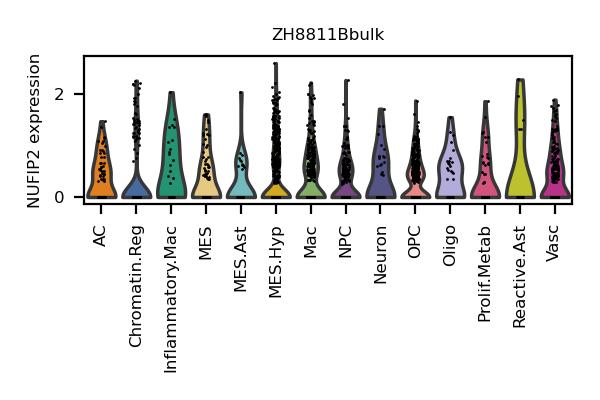 ZH8811Bbulk
NUFIP2 expression
2
0
AC
Chromatin.Reg
Inflammatory.Mac
MES
MES.Ast
MES.Hyp
Mac
NPC
Neuron
OPC
Oligo
Prolif.Metab
Reactive.Ast
Vasc